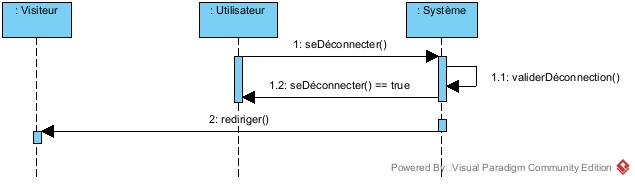 : Visiteur
: Utilisateur
: Système
1: seDéconnecter()
1.1: validerDéconnection()
1.2: seDéconnecter() == true
2: rediriger()
Powered By Visual Paradigm Community Edition